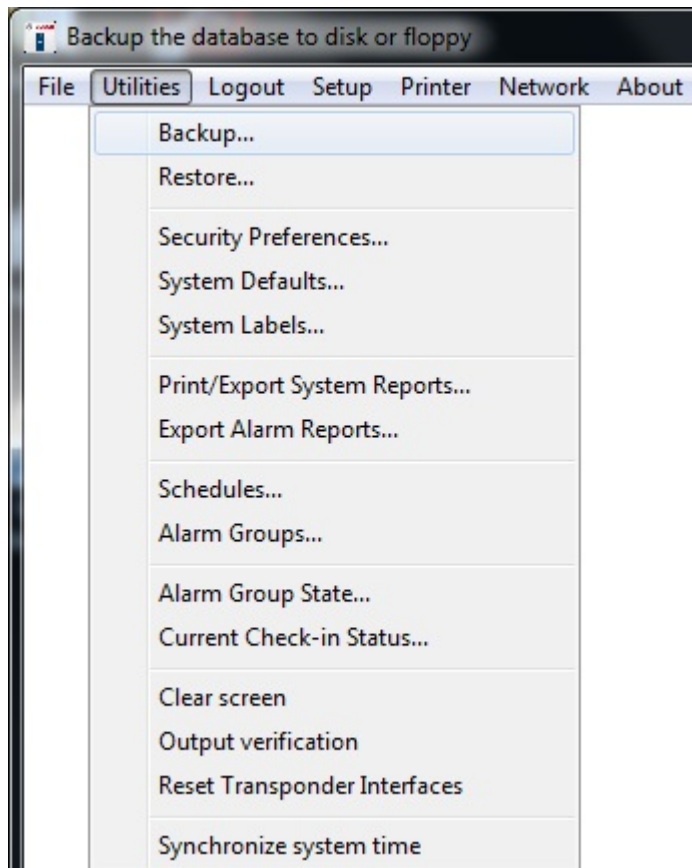 Backup the database to disk or floppy
File Utilities Logout Setup Printer Network About
Backup...
Restore...
Security Preferences...
System Defaults...
System Labels...
Print/Export System Reports...
Export Alarm Reports...
Schedules...
Alarm Groups...
Alarm Group State...
Current Check-in Status...
Clear screen
Output verification
Reset Transponder Interfaces
Synchronize system time